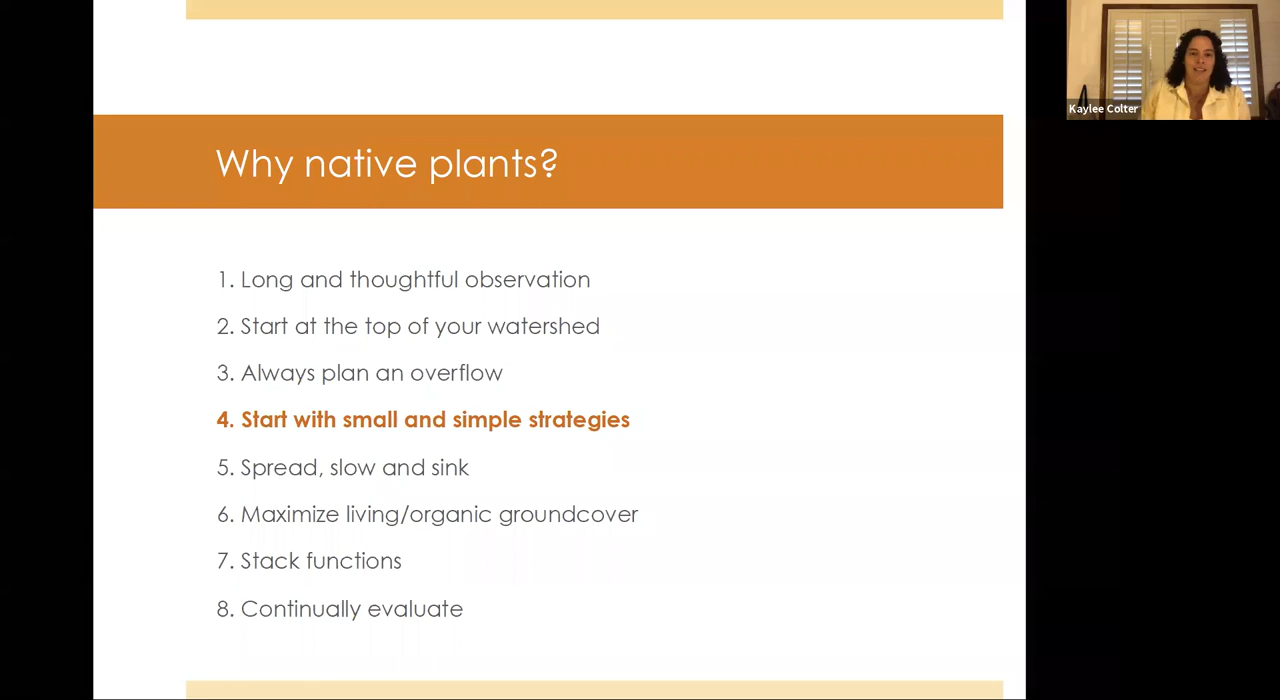 Kaylee Colter
Why native plants?
1. Long and thoughtful observation
2. Start at the top of your watershed
3. Always plan an overflow
4. Start with small and simple strategies
5. Spread, slow and sink
6. Maximize living/organic groundcover
7. Stack functions
8. Continually evaluate